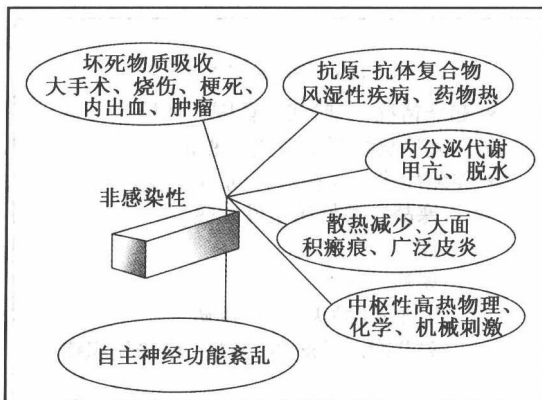 坏死物质吸收
大手术、烧伤、梗死、
内出血、肿瘤
抗原-抗体复合物
风湿性疾病、药物热
内分泌代谢
甲亢、脱水
非感染性
散热减少、大面
积瘢痕、广泛皮炎
中枢性高热物理、
化学、机械刺激
自主神经功能紊乱